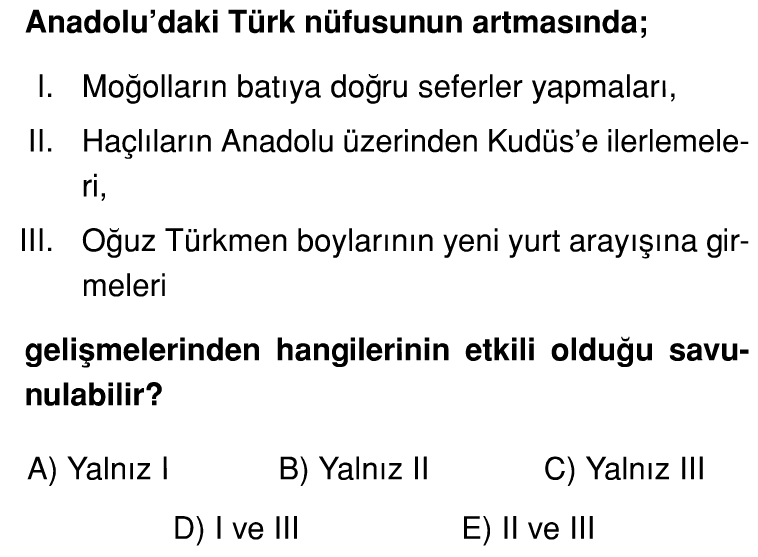 Anadolu'daki Türk nüfusunun artmasında;
I. Moğolların batıya doğru seferler yapmaları,
II. Haçlıların Anadolu üzerinden Kudüs'e ilerlemele-
ri,
III. Oğuz Türkmen boylarının yeni yurt arayışına gir-
meleri
gelişmelerinden hangilerinin etkili olduğu savu-
nulabilir?
A) Yalnız I B) Yalnız II C) Yalnız III
D) I ve III E) II ve III